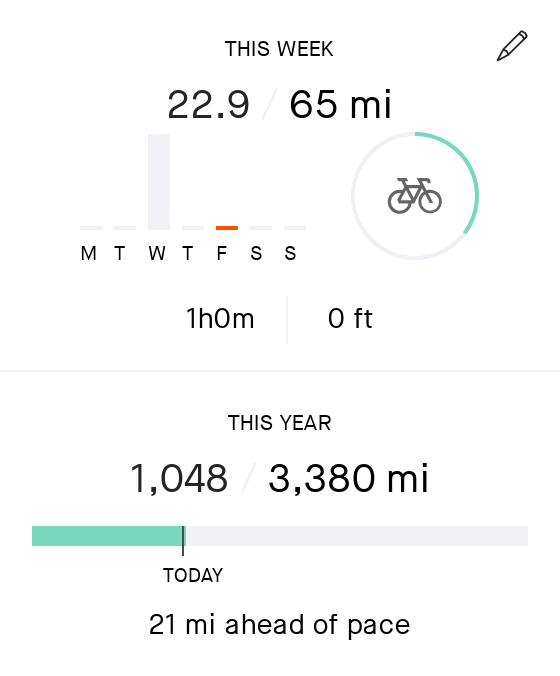 THIS WEEK
22.9 / 65 mi
M T W T F S S
1h0m 0 ft
THIS YEAR
1,048 / 3,380 mi
TODAY
21 mi ahead of pace